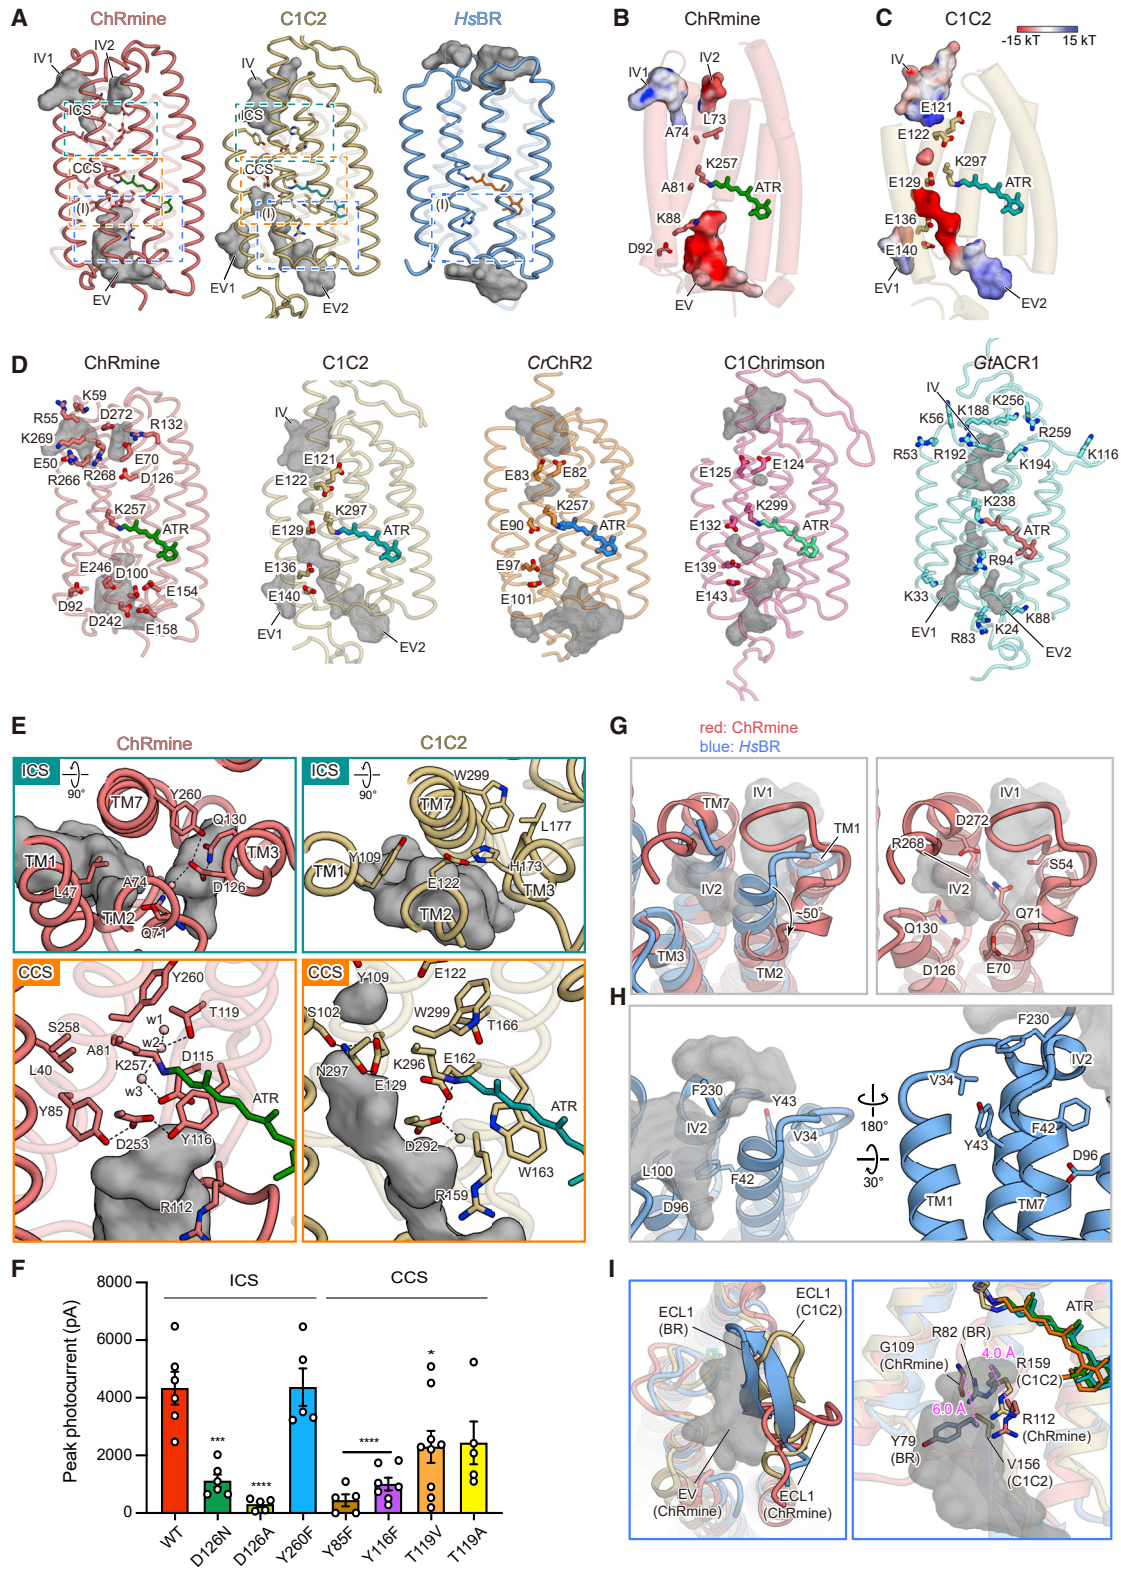 A
ChRmine
C1C2
HsBR
IV1
IV2
ICS
CCS
(I)
EV
IV
ICS
CCS
(I)
EV1
EV2
(I)
B
ChRmine
IV1
IV2
L73
A74
K257
A81
ATR
K88
D92
EV
C
C1C2
-15 kT
15 kT
IV
E121
E122
K297
E129
ATR
E136
E140
EV1
EV2
D
ChRmine
K59
R55
D272
R132
K269
E50
E70
R266
R268
D126
K257
ATR
E246
D100
E154
D92
D242
E158
C1C2
IV
E121
E122
K297
E129
ATR
E136
E140
EV1
EV2
CrChR2
E83
E82
K257
E90
ATR
E97
E101
C1Chrimson
E125
E124
K299
E132
ATR
E139
E143
GtACR1
IV
K256
K188
K56
R259
R53
R192
K116
K194
K238
ATR
R94
K33
K88
EV1
R83
K24
EV2
E
ChRmine
ICS
90°
TM7
Y260
Q130
TM1
TM3
L47
A74
D126
TM2
Q71
C1C2
ICS
90°
W299
TM7
L177
Y109
TM1
H173
E122
TM3
TM2
CCS
Y260
w1
T119
S258
w2
A81
D115
K257
L40
w3
ATR
Y85
D253
Y116
R112
CCS
E122
Y109
S102
W299
T166
K296
E162
N297
E129
ATR
D292
W163
R159
F
ICS
CCS
Peak photocurrent (pA)
8000
6000
4000
2000
0
***
****
****
*
WT
D126N
D126A
Y260F
Y85F
Y116F
T119V
T119A
G
red: ChRmine
blue: HsBR
TM7
IV1
TM1
IV2
~50°
TM3
TM2
IV1
D272
R268
S54
IV2
Q71
Q130
D126
E70
H
F230
Y43
IV2
V34
L100
F42
D96
180°
30°
F230
IV2
V34
Y43
F42
D96
TM1
TM7
I
ECL1
(BR)
ECL1
(C1C2)
EV
(ChRmine)
ECL1
(ChRmine)
ATR
R82 (BR)
G109
(ChRmine)
4.0 Å
R159
(C1C2)
6.0 Å
R112
(ChRmine)
Y79
(BR)
V156
(C1C2)